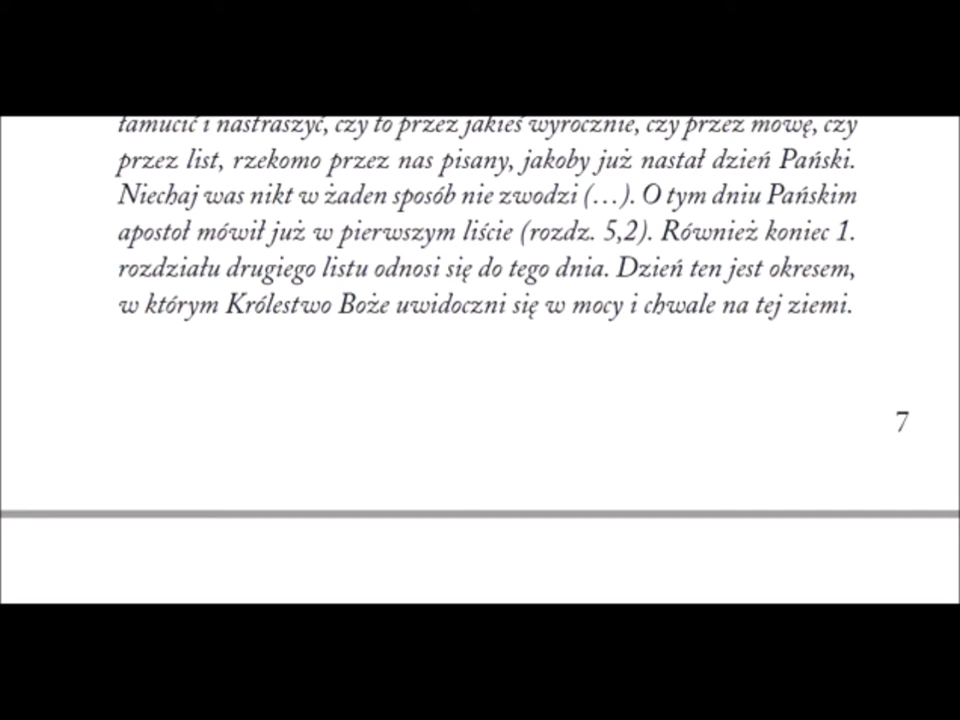 tamucić i nastraszyć, czy to przez jakieś wyrocznie, czy przez mowę, czy
przez list, rzekomo przez nas pisany, jakoby już nastał dzień Pański.
Niechaj was nikt w żaden sposób nie zwodzi (…). O tym dniu Pańskim
apostoł mówił już w pierwszym liście (rozdz. 5,2). Również koniec 1.
rozdziału drugiego listu odnosi się do tego dnia. Dzień ten jest okresem,
w którym Królestwo Boże uwidoczni się w mocy i chwale na tej ziemi.
7